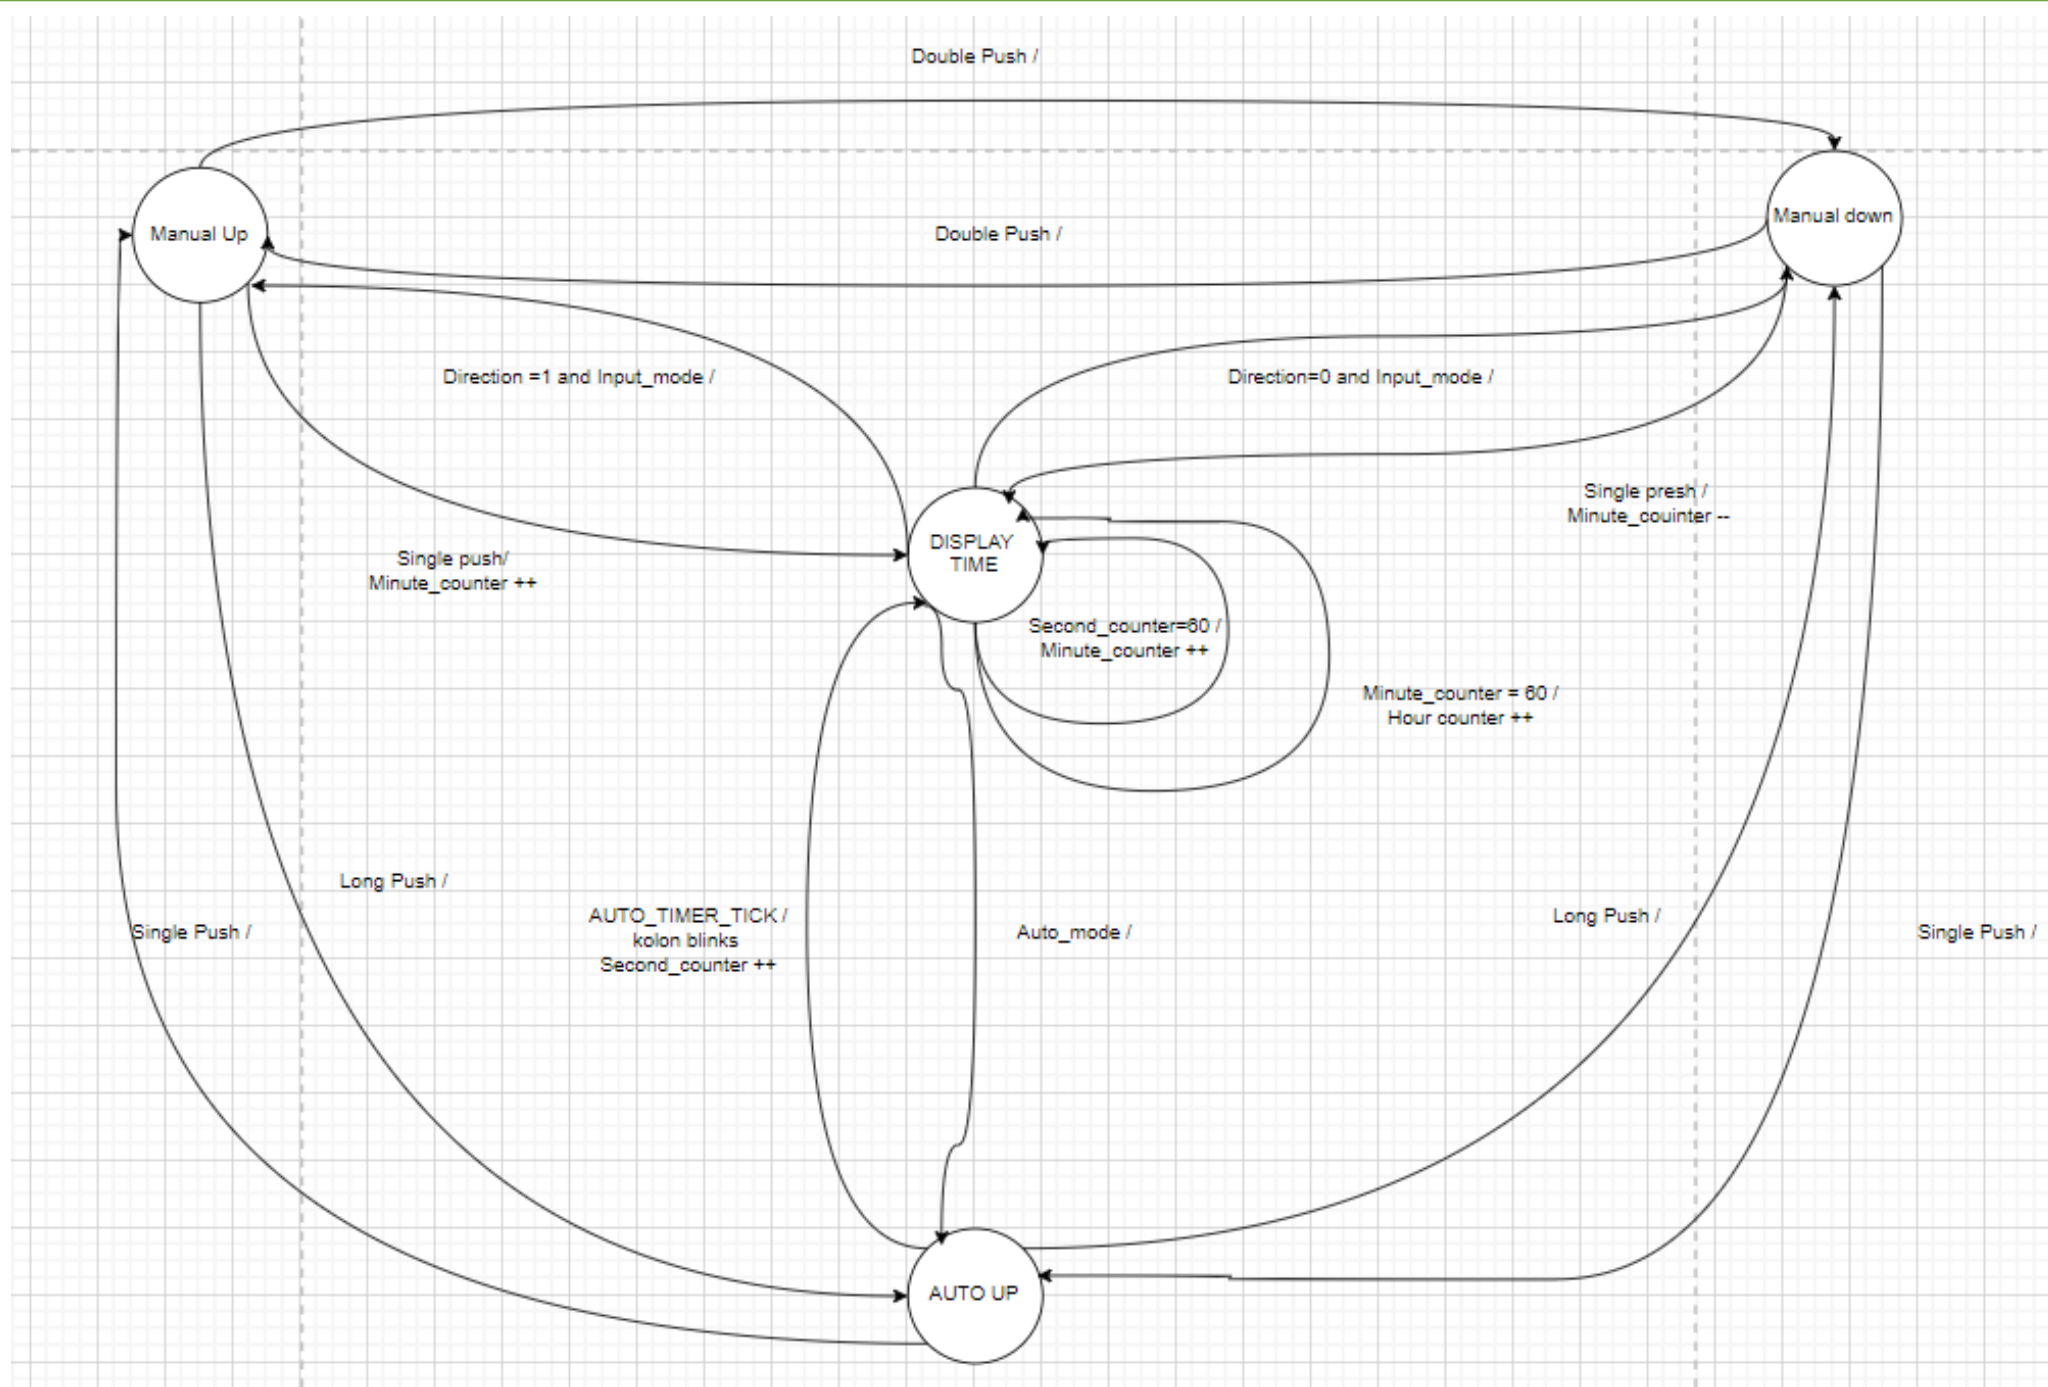 Double Push /
Manual Up
Double Push /
Manual down
Direction =1 and Input_mode /
Direction=0 and Input_mode /
Single presh /
Minute_couinter --
DISPLAY
TIME
Single push/
Minute_counter ++
Second_counter=60 /
Minute_counter ++
Minute_counter = 60 /
Hour counter ++
Long Push /
Single Push /
AUTO_TIMER_TICK /
kolon blinks
Second_counter ++
Auto_mode /
Long Push /
Single Push /
AUTO UP